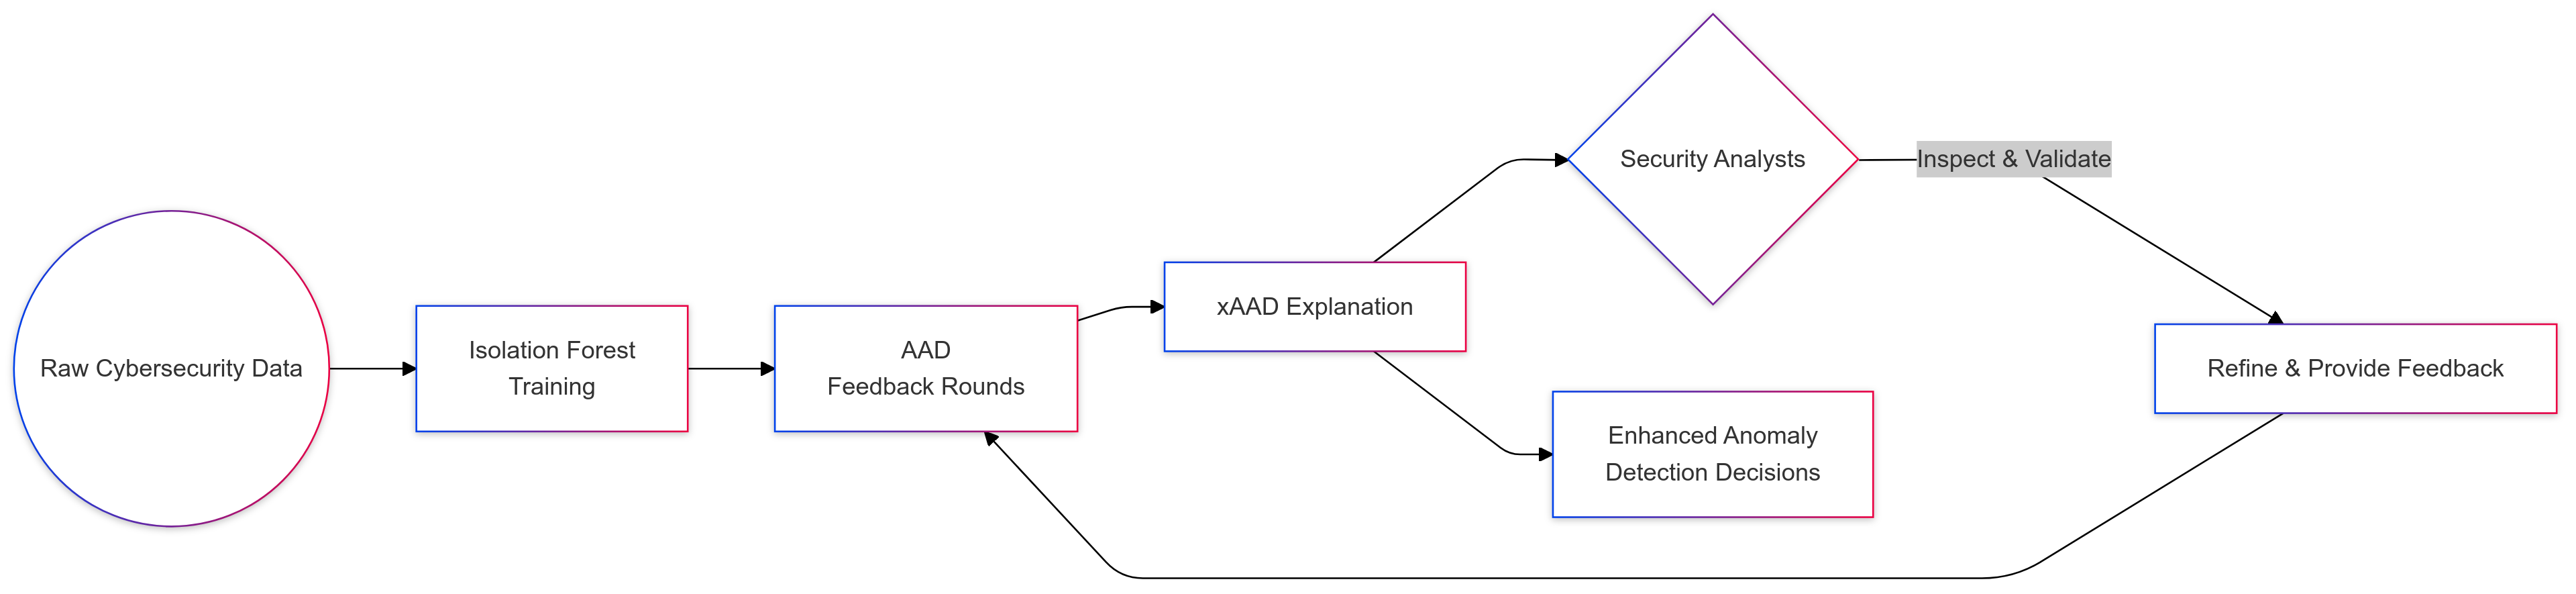 Raw Cybersecurity Data
Isolation Forest
Training
AAD
Feedback Rounds
xAAD Explanation
Security Analysts
Inspect & Validate
Enhanced Anomaly
Detection Decisions
Refine & Provide Feedback